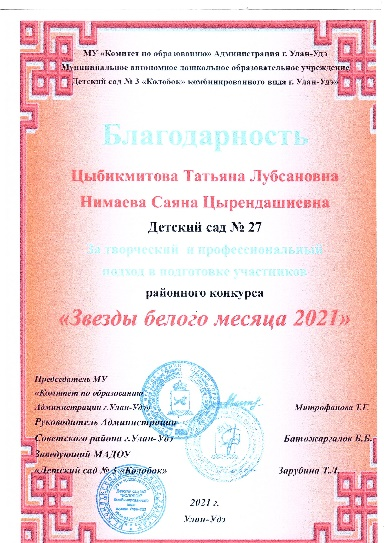 МУ «Комитет по образованию» Администрации г. Улан-Удэ
Муниципальное автономное дошкольное образовательное учреждение
Детский сад № 3 «Колобок» комбинированного вида г. Улан-Удэ»
Благодарность
Цыбикмитова Татьяна Лубсановна
Нимаева Саяна Цырендашиевна
Детский сад № 27
За творческий и профессиональный
подход в подготовке участников
районного конкурса
«Звезды белого месяца 2021»
Председатель МУ
«Комитет по образованию
Администрации г.Улан-Удэ
Митрофанова Т.Г.
Руководитель Администрации
Советского района г.Улан-Удэ
Батожаргалов Б.Б.
Заведующий МАДОУ
«Детский сад № 3 «Колобок»
Зарубина Т.Л.
2021 г.
Улан-Удэ